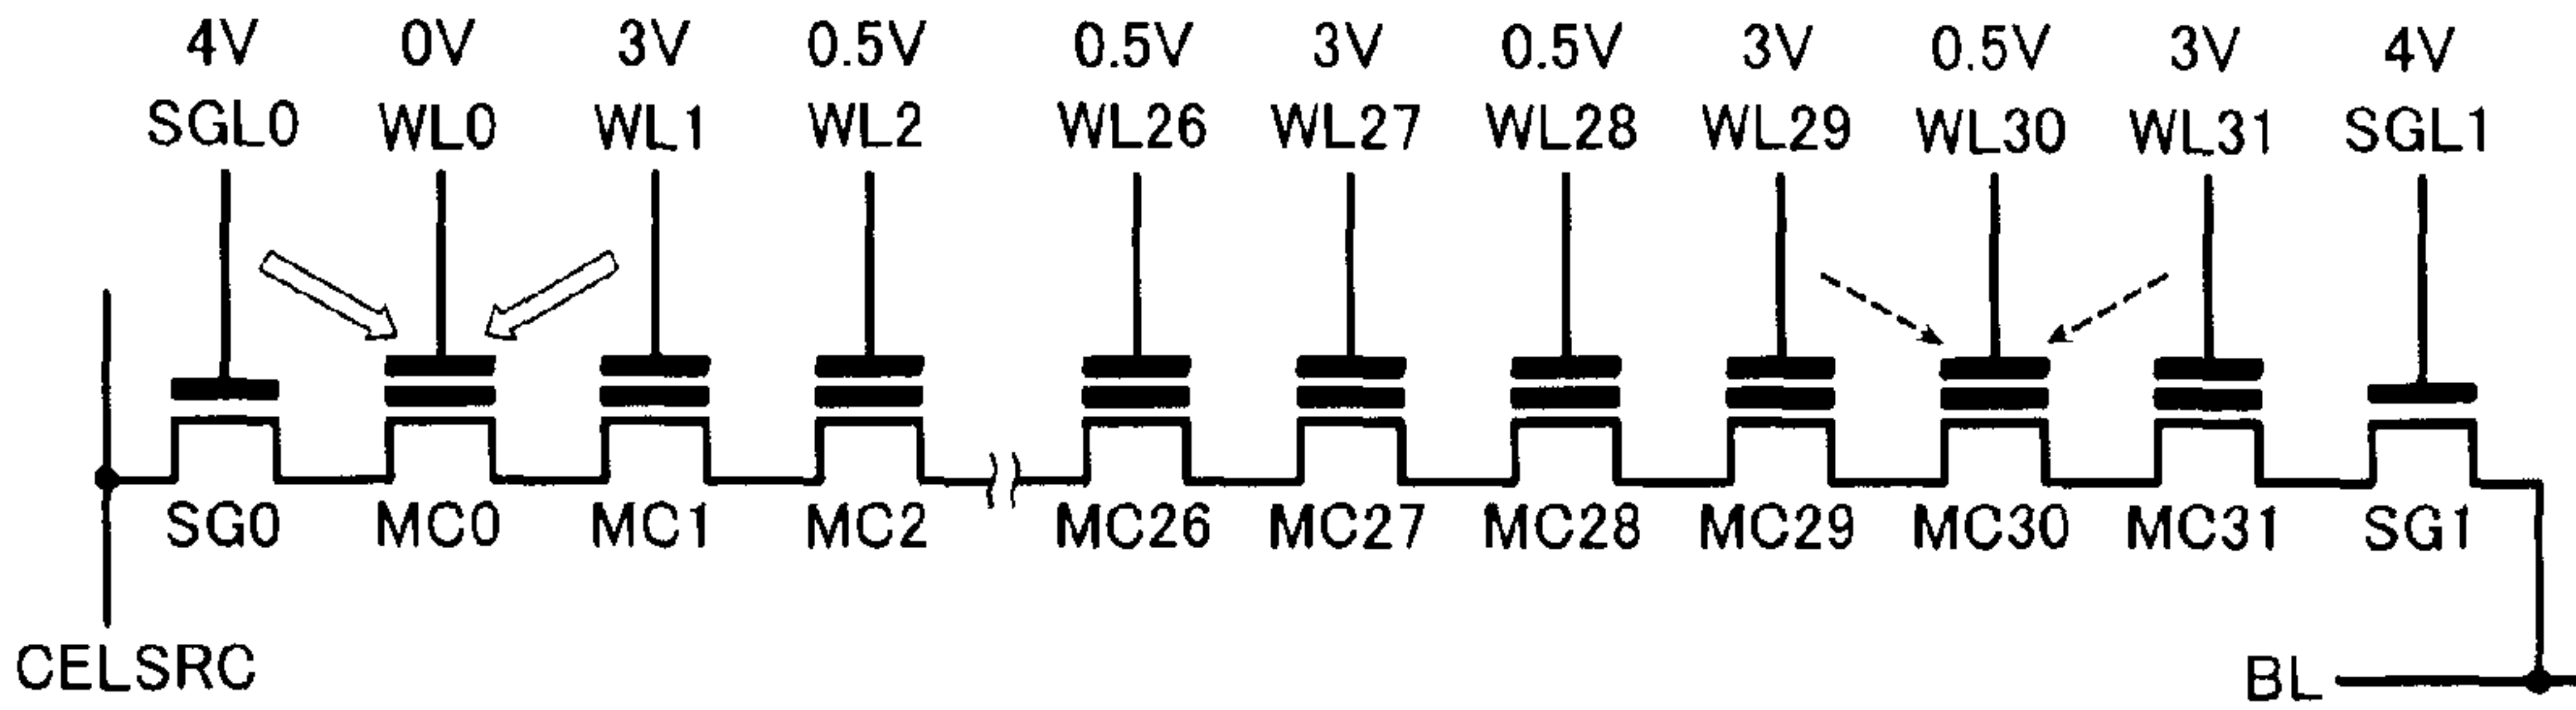 4V 0V 3V 0.5V 0.5V 3V 0.5V 3V 0.5V 3V 4V
SGL0 WL0 WL1 WL2 WL26 WL27 WL28 WL29 WL30 WL31 SGL1
SG0 MC0 MC1 MC2 MC26 MC27 MC28 MC29 MC30 MC31 SG1
CELSRC BL